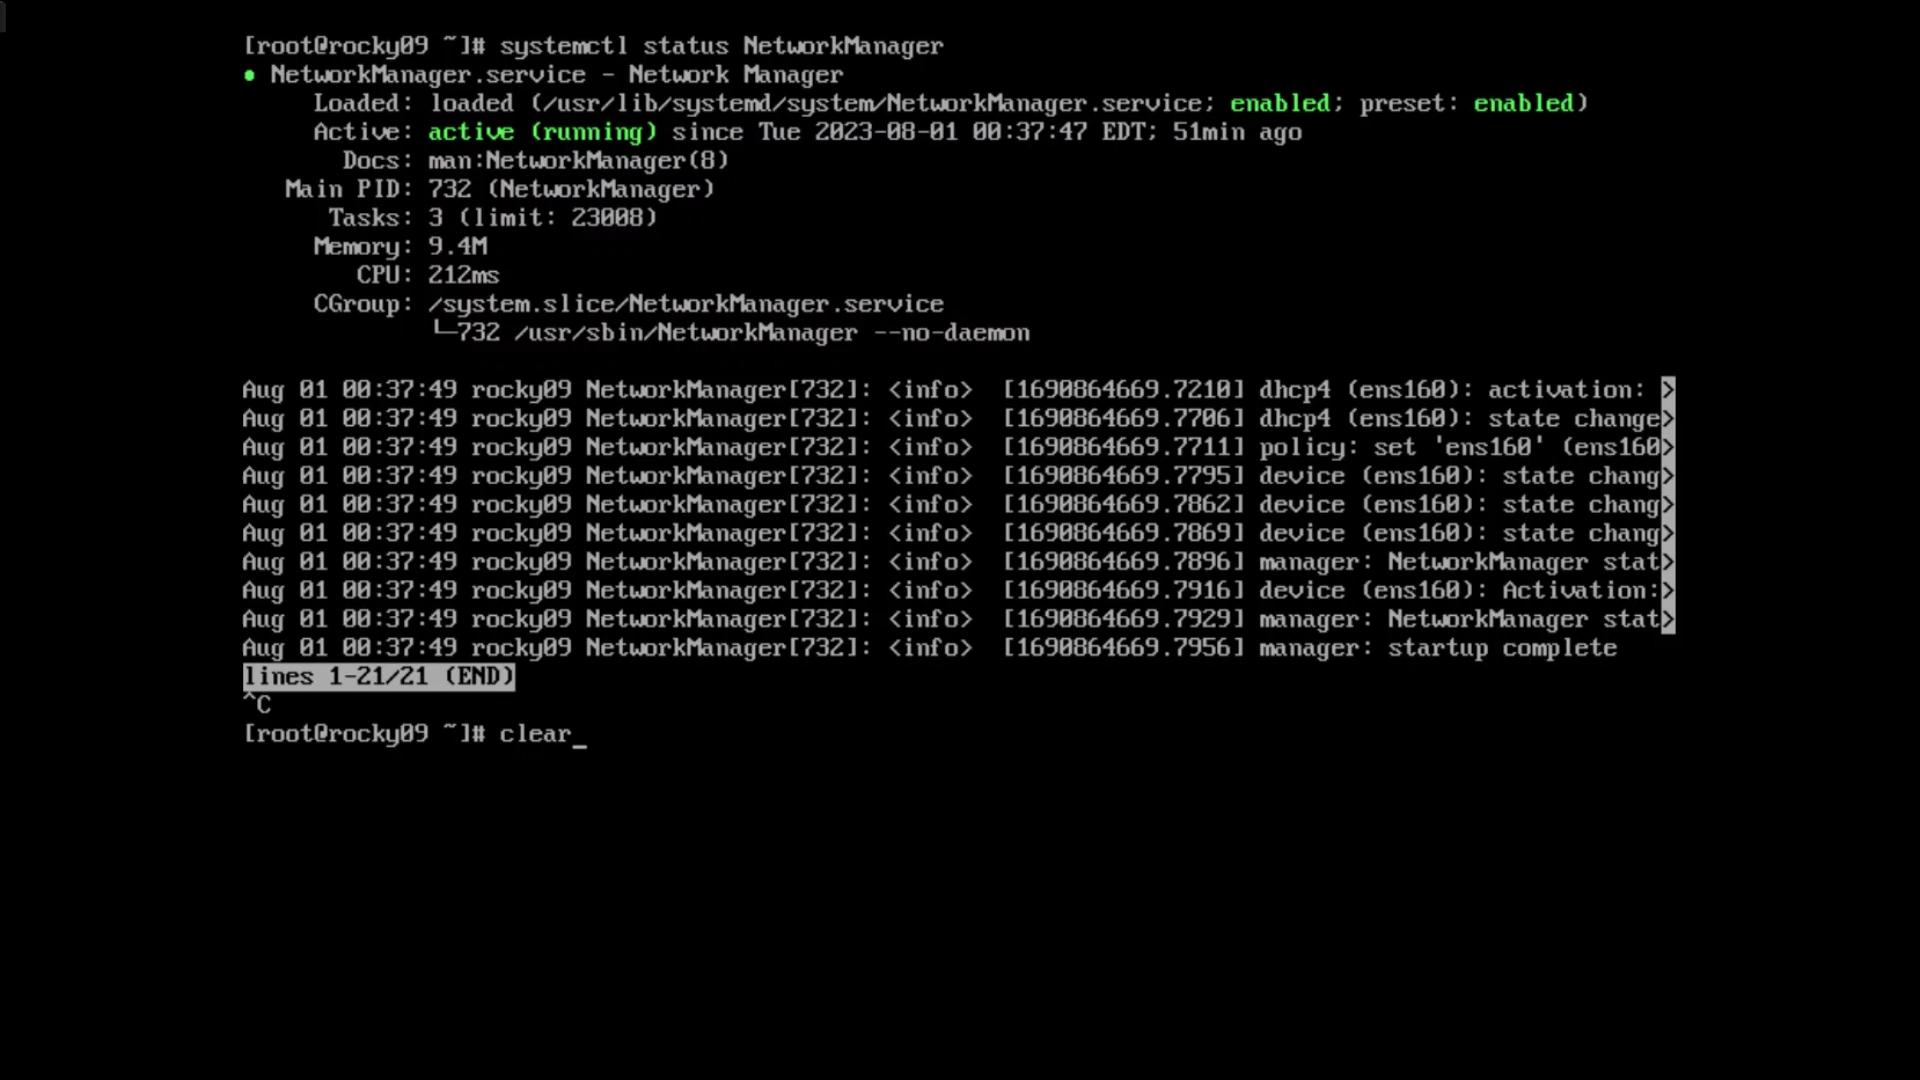 [root@rocky09 ~]# systemctl status NetworkManager
● NetworkManager.service - Network Manager
     Loaded: loaded (/usr/lib/systemd/system/NetworkManager.service; enabled; preset: enabled)
     Active: active (running) since Tue 2023-08-01 00:37:47 EDT; 51min ago
       Docs: man:NetworkManager(8)
   Main PID: 732 (NetworkManager)
      Tasks: 3 (limit: 23008)
     Memory: 9.4M
        CPU: 212ms
     CGroup: /system.slice/NetworkManager.service
             └─732 /usr/sbin/NetworkManager --no-daemon

Aug 01 00:37:49 rocky09 NetworkManager[732]: <info>  [1690864669.7210] dhcp4 (ens160): activation: >
Aug 01 00:37:49 rocky09 NetworkManager[732]: <info>  [1690864669.7706] dhcp4 (ens160): state change>
Aug 01 00:37:49 rocky09 NetworkManager[732]: <info>  [1690864669.7711] policy: set 'ens160' (ens160>
Aug 01 00:37:49 rocky09 NetworkManager[732]: <info>  [1690864669.7795] device (ens160): state chang>
Aug 01 00:37:49 rocky09 NetworkManager[732]: <info>  [1690864669.7862] device (ens160): state chang>
Aug 01 00:37:49 rocky09 NetworkManager[732]: <info>  [1690864669.7869] device (ens160): state chang>
Aug 01 00:37:49 rocky09 NetworkManager[732]: <info>  [1690864669.7896] manager: NetworkManager stat>
Aug 01 00:37:49 rocky09 NetworkManager[732]: <info>  [1690864669.7916] device (ens160): Activation:>
Aug 01 00:37:49 rocky09 NetworkManager[732]: <info>  [1690864669.7929] manager: NetworkManager stat>
Aug 01 00:37:49 rocky09 NetworkManager[732]: <info>  [1690864669.7956] manager: startup complete
lines 1-21/21 (END)
^C
[root@rocky09 ~]# clear_